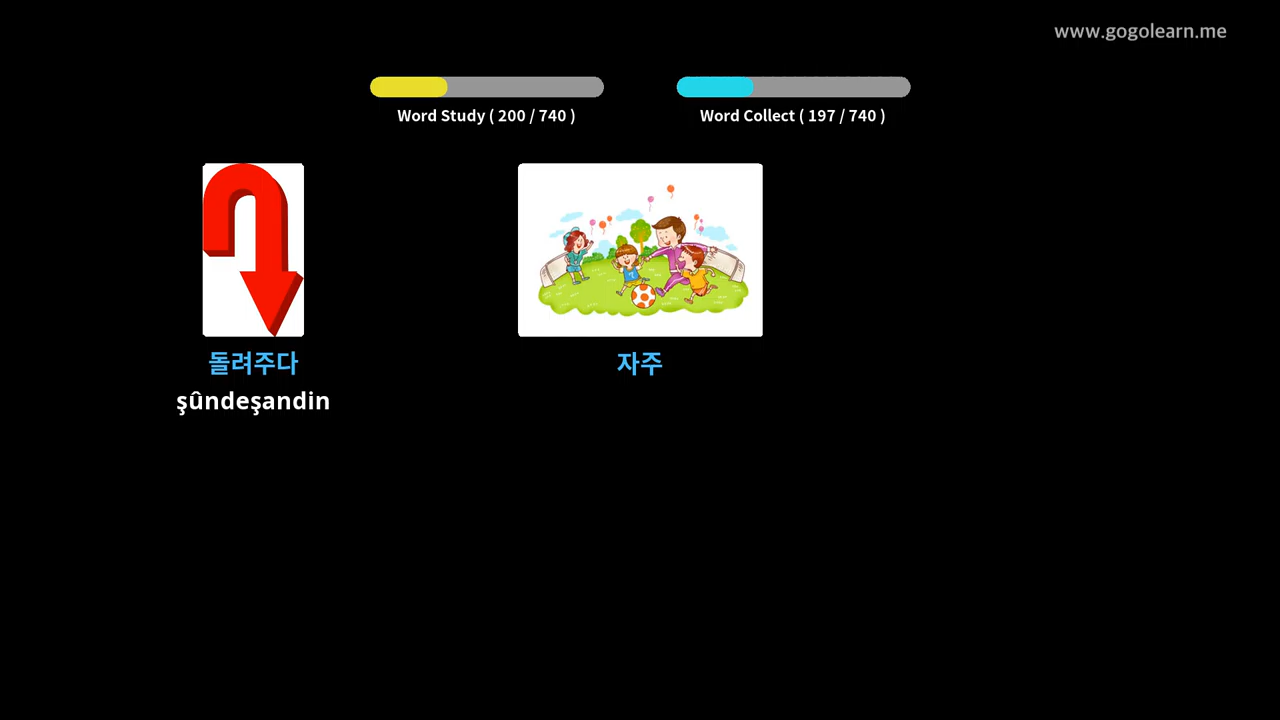 www.gogolearn.me
Word Study ( 200 / 740 )
Word Collect ( 197 / 740 )
돌려주다
şûndeşandin
자주